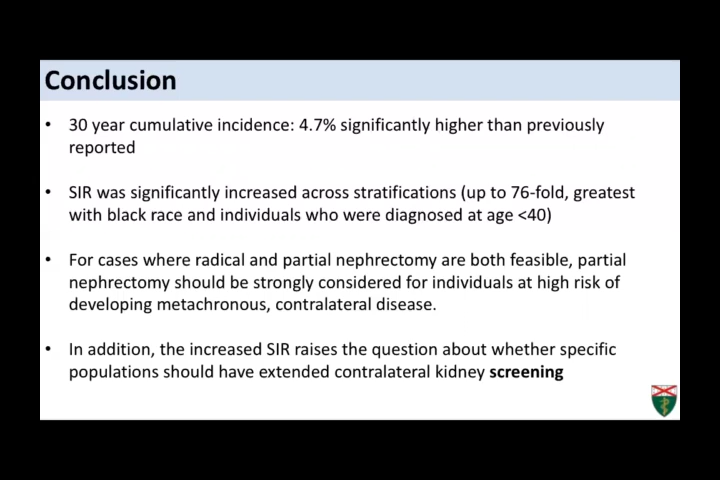 Conclusion
• 30 year cumulative incidence: 4.7% significantly higher than previously
reported
• SIR was significantly increased across stratifications (up to 76-fold, greatest
with black race and individuals who were diagnosed at age <40)
• For cases where radical and partial nephrectomy are both feasible, partial
nephrectomy should be strongly considered for individuals at high risk of
developing metachronous, contralateral disease.
• In addition, the increased SIR raises the question about whether specific
populations should have extended contralateral kidney screening